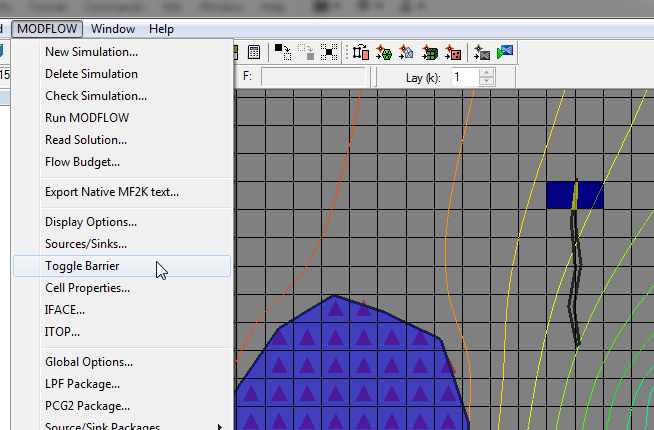 MODFLOW Window Help
New Simulation...
Delete Simulation
Check Simulation...
Run MODFLOW
Read Solution...
Flow Budget...
Export Native MF2K text...
Display Options...
Sources/Sinks...
Toggle Barrier
Cell Properties...
IFACE...
ITOP...
Global Options...
LPF Package...
PCG2 Package...
Source/Sink Packages
15
F:
Lay (k): 1